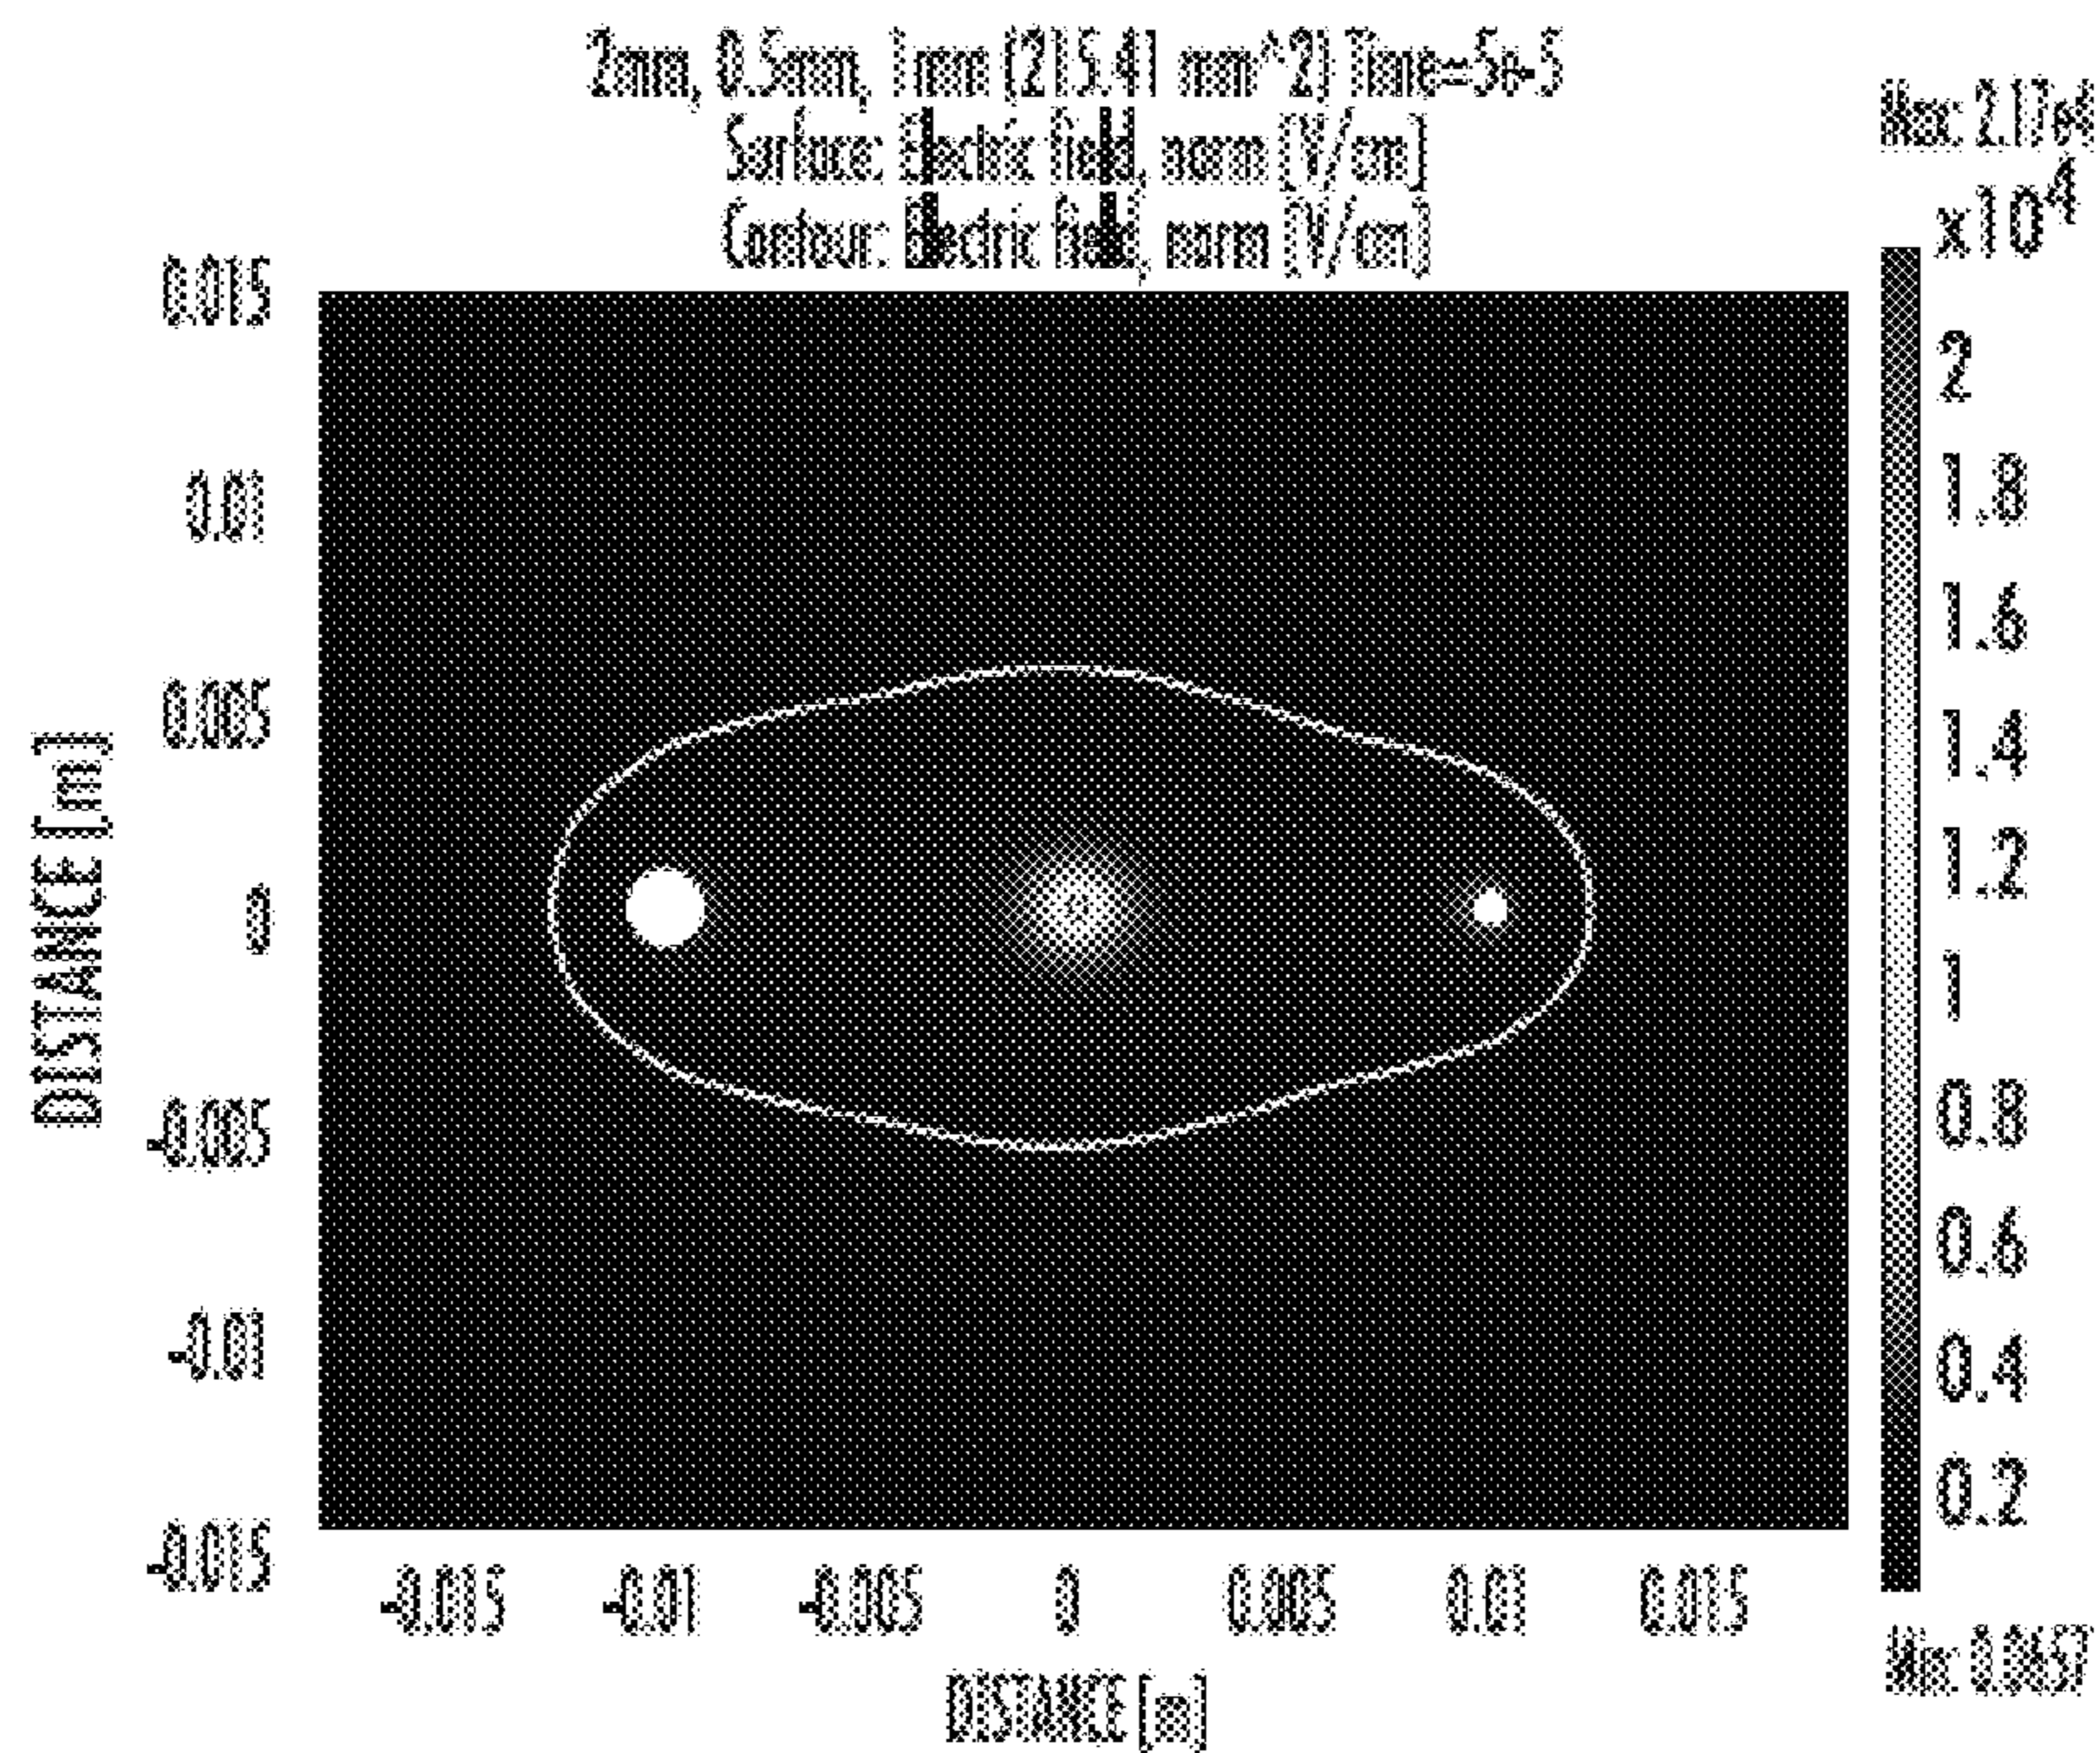 2mm, 0.5mm, 1mm (215.41 mm^2) Time=5e-5
Surface: Electric field, norm [V/cm]
Contour: Electric field, norm [V/cm]
Max: 2.17e4
x10^4
2
1.8
1.6
1.4
1.2
1
0.8
0.6
0.4
0.2
Min: 0.0657
0.015
0.01
0.005
0
-0.005
-0.01
-0.015
DISTANCE [m]
-0.015 -0.01 -0.005 0 0.005 0.01 0.015
DISTANCE [m]